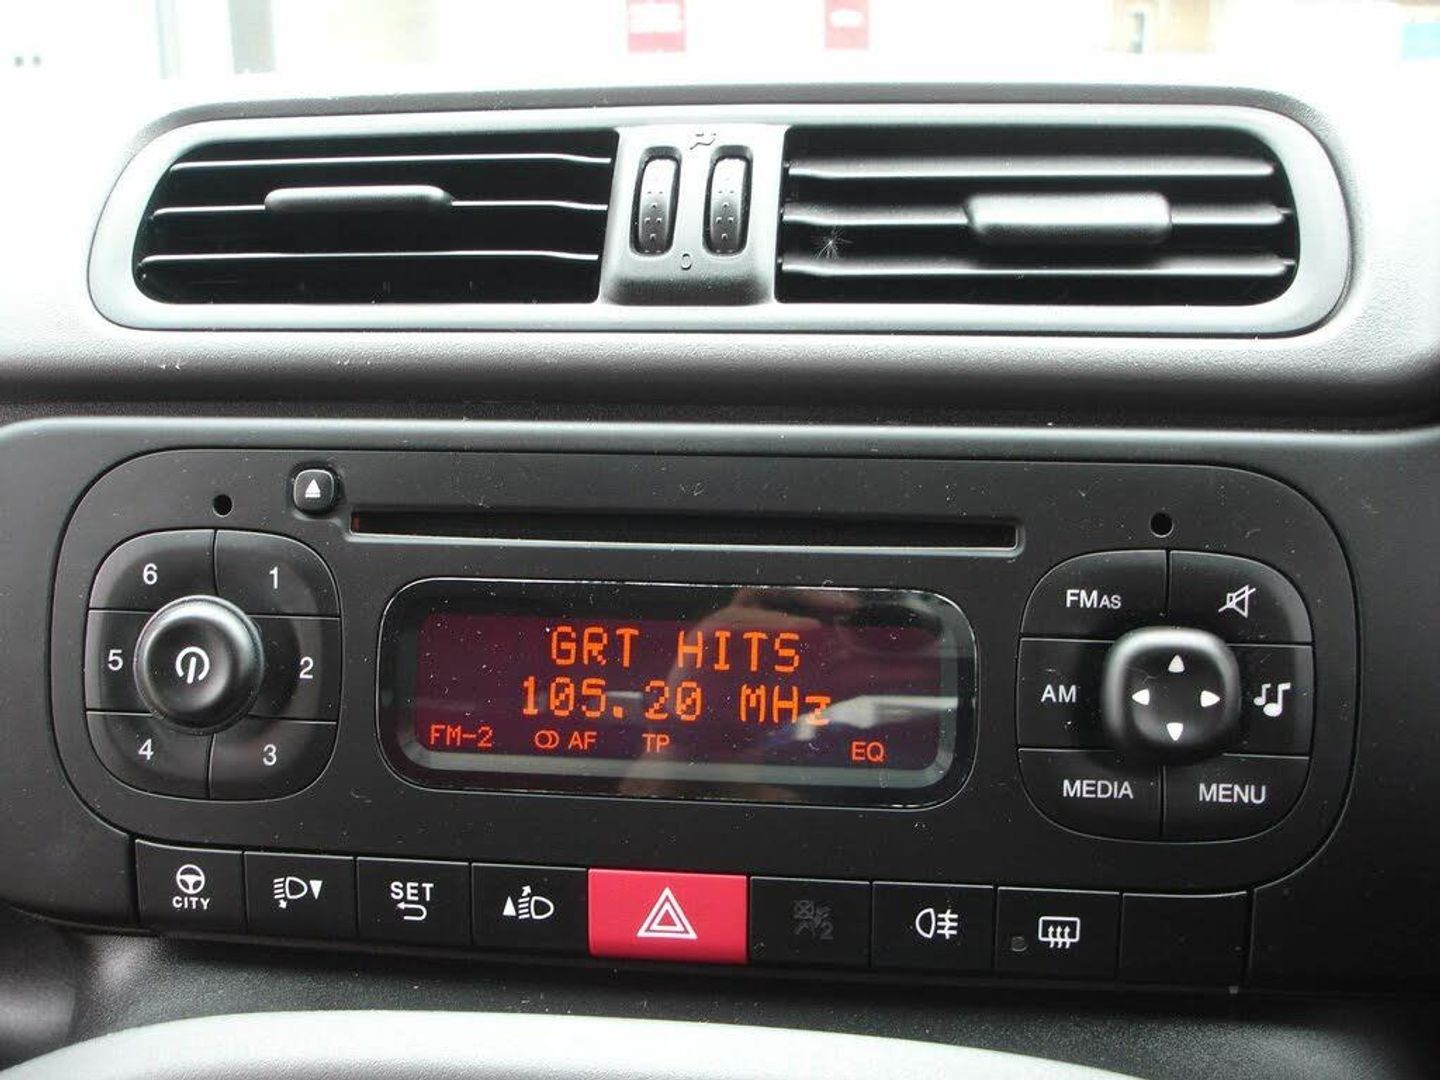 6 1
5 2
4 3
GRT HITS
105.20 MHz
FM-2 AF TP EQ
FMAS
AM
MEDIA MENU
CITY
SET